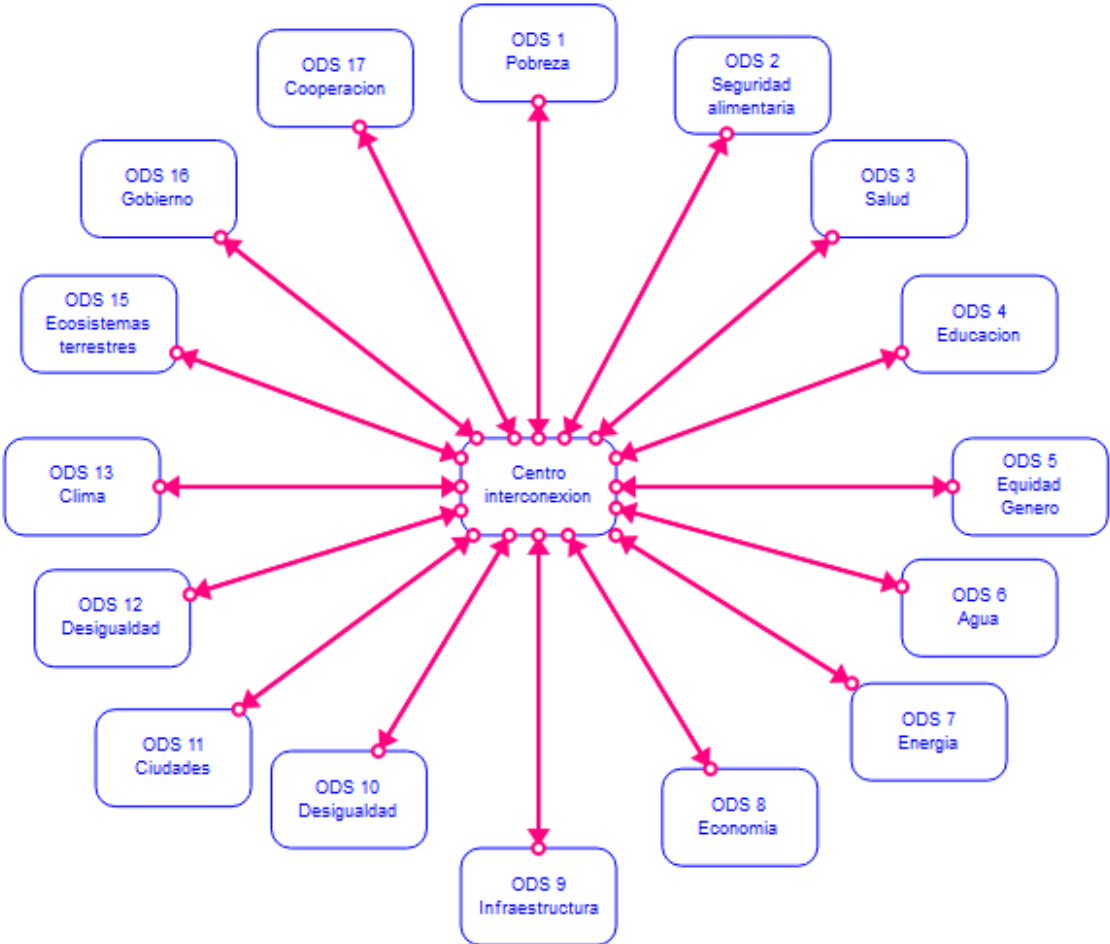 ODS 1
Pobreza
ODS 2
Seguridad
alimentaria
ODS 3
Salud
ODS 4
Educacion
ODS 5
Equidad
Genero
ODS 6
Agua
ODS 7
Energia
ODS 8
Economia
ODS 9
Infraestructura
ODS 10
Desigualdad
ODS 11
Ciudades
ODS 12
Desigualdad
ODS 13
Clima
ODS 15
Ecosistemas
terrestres
ODS 16
Gobierno
ODS 17
Cooperacion
Centro
interconexion